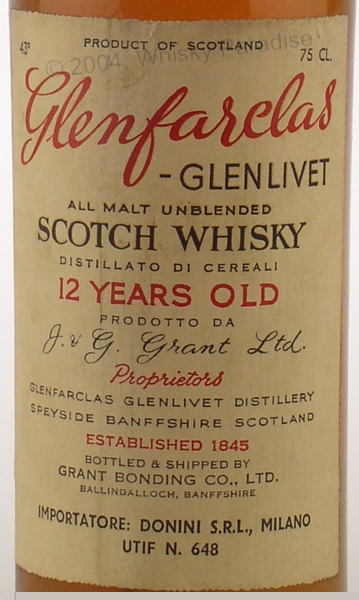 PRODUCT OF SCOTLAND
43° 75 CL.
© 2004, Whisky Paradise
Glenfarclas
-GLENLIVET
ALL MALT UNBLENDED
SCOTCH WHISKY
DISTILLATO DI CEREALI
12 YEARS OLD
PRODOTTO DA
J. & G. Grant Ltd.
Proprietors
GLENFARCLAS GLENLIVET DISTILLERY
SPEYSIDE BANFFSHIRE SCOTLAND
ESTABLISHED 1845
BOTTLED & SHIPPED BY
GRANT BONDING CO., LTD.
BALLINDALLOCH, BANFFSHIRE
IMPORTATORE: DONINI S.R.L., MILANO
UTIF N. 648